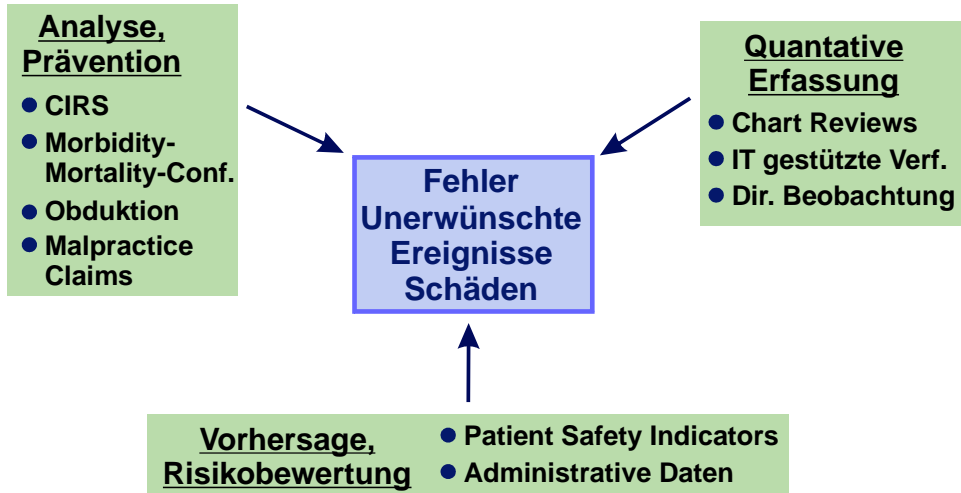 Analyse,
Prävention
CIRS
Morbidity-
Mortality-Conf.
Obduktion
Malpractice
Claims
Quantative
Erfassung
Chart Reviews
IT gestützte Verf.
Dir. Beobachtung
Fehler
Unerwünschte
Ereignisse
Schäden
Vorhersage,
Risikobewertung
Patient Safety Indicators
Administrative Daten